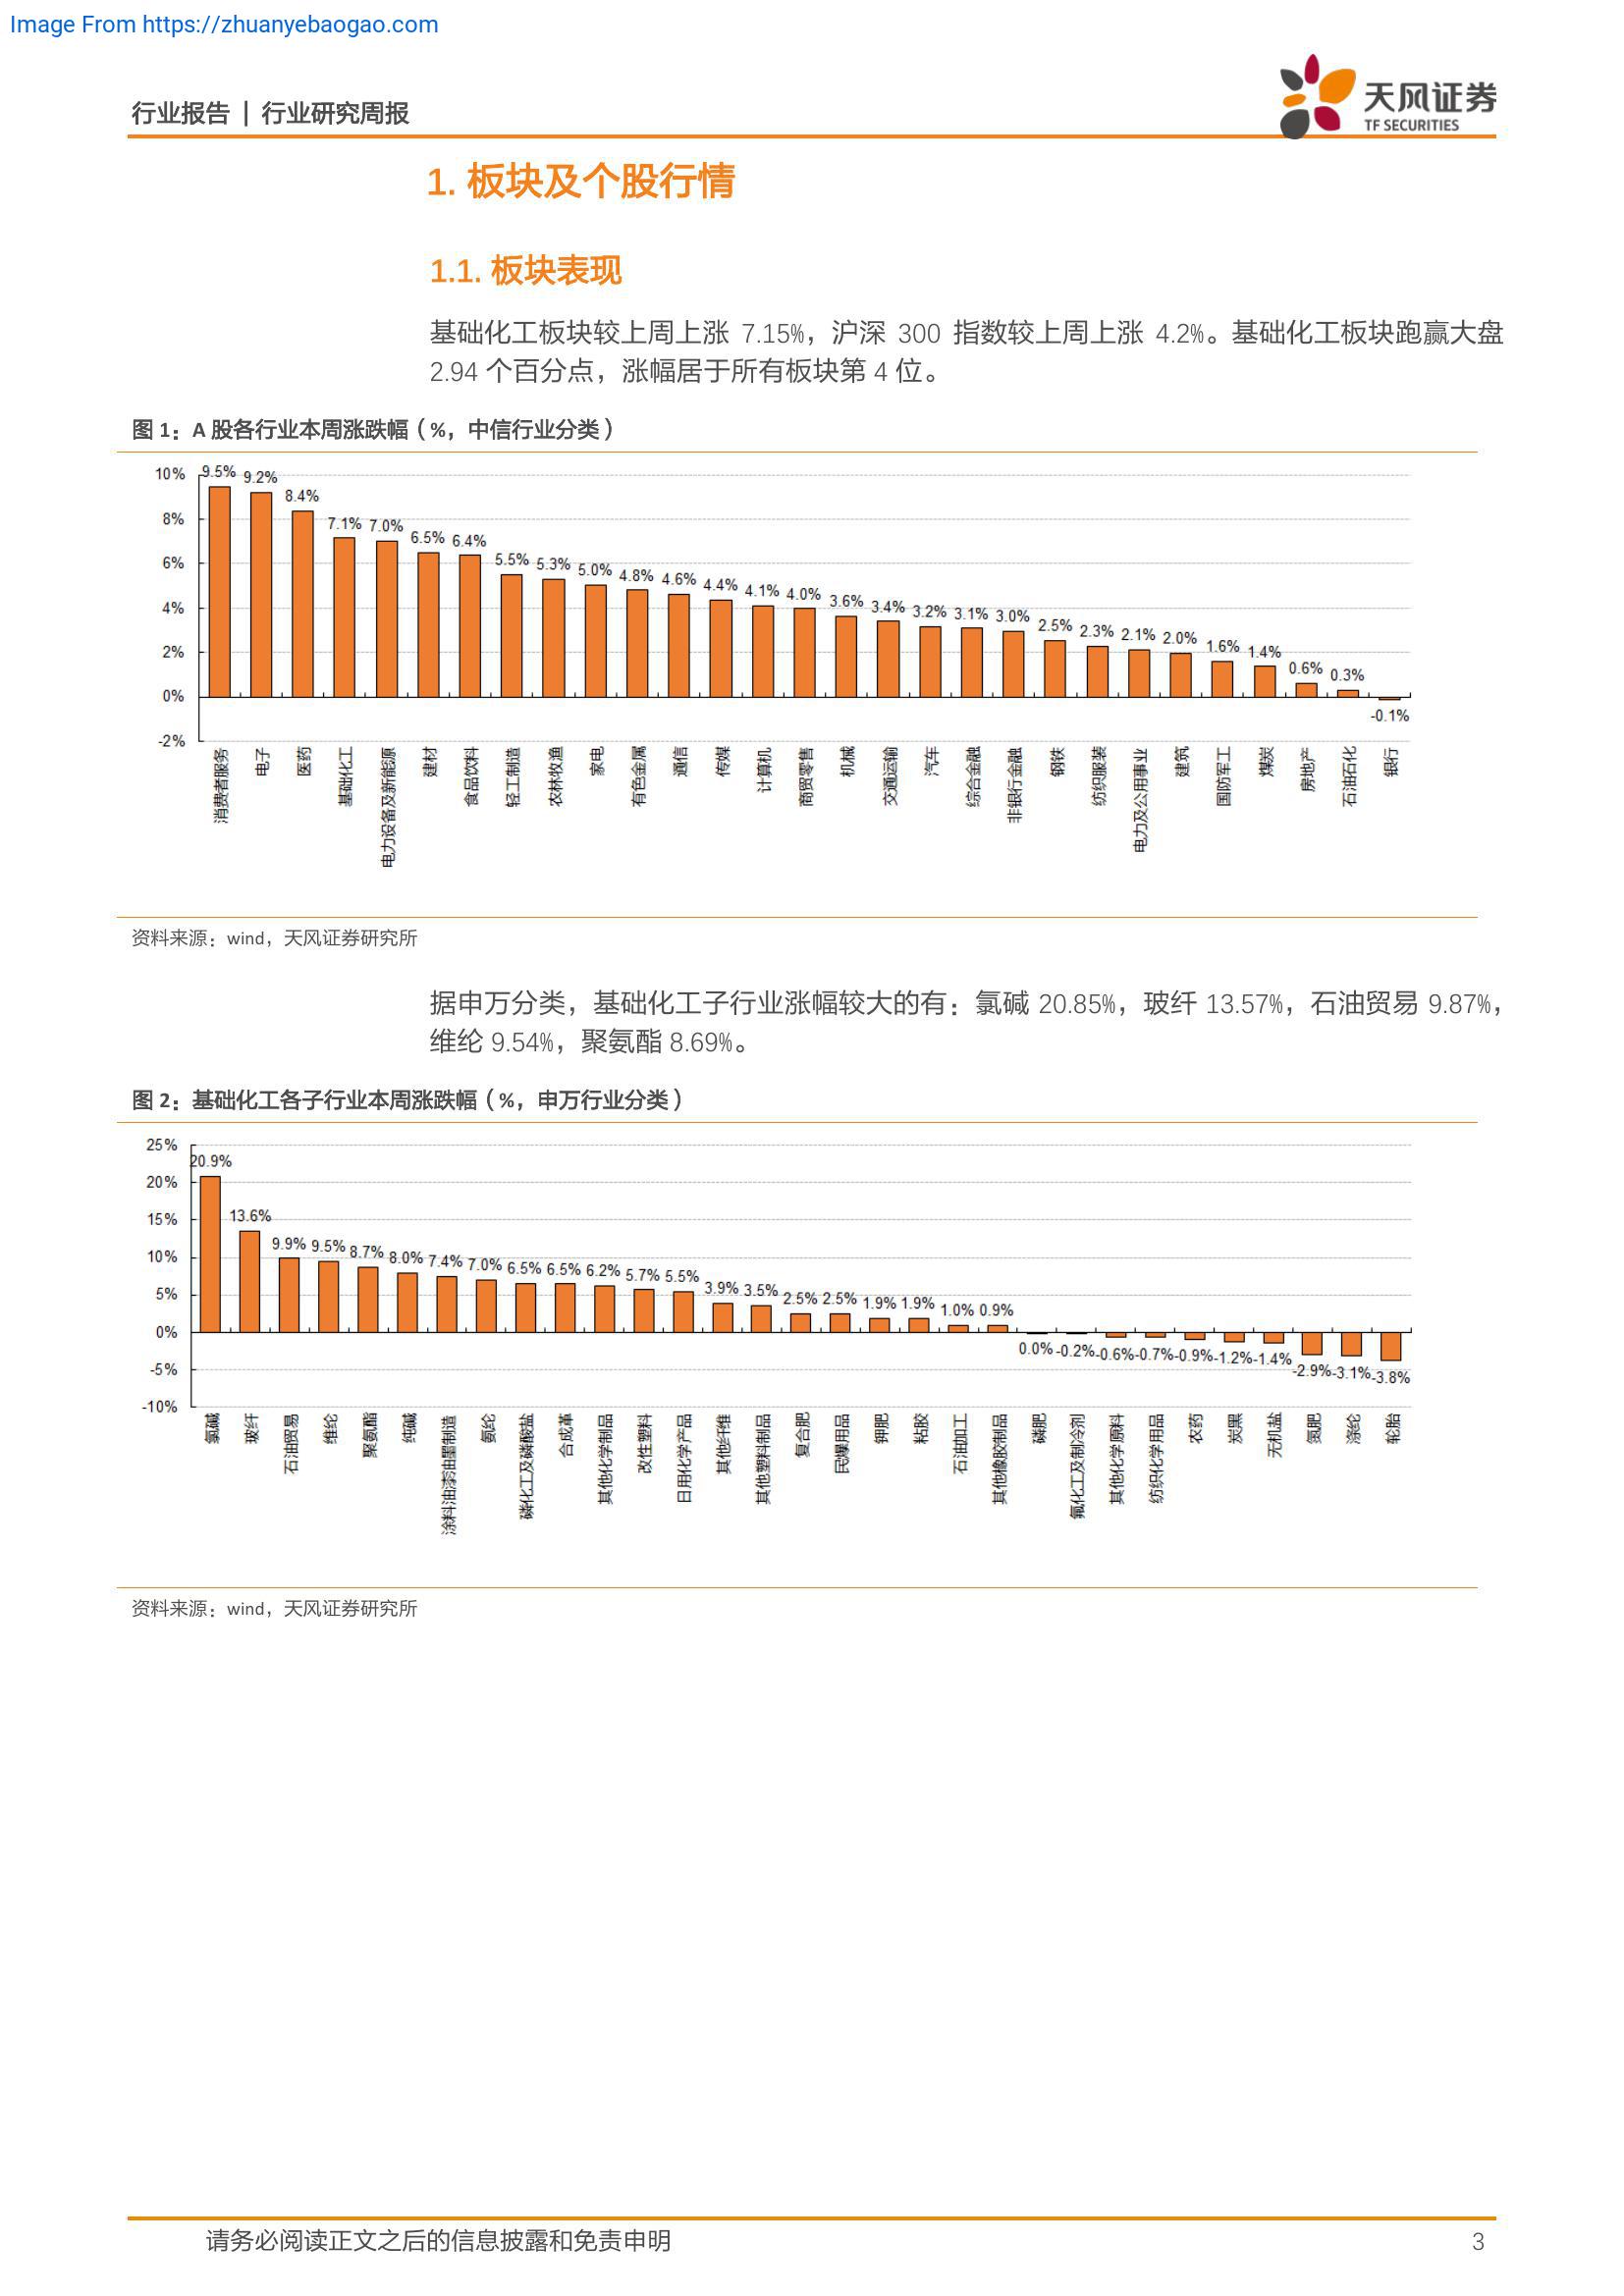 Image From https://zhuanyebaogao.com
行业报告 | 行业研究周报
天风证券
TF SECURITIES
1. 板块及个股行情
1.1. 板块表现
基础化工板块较上周上涨 7.15%，沪深 300 指数较上周上涨 4.2%。基础化工板块跑赢大盘
2.94 个百分点，涨幅居于所有板块第 4 位。
图 1：A 股各行业本周涨跌幅（%，中信行业分类）
10%
8%
6%
4%
2%
0%
-2%
9.5% 9.2% 8.4% 7.1% 7.0% 6.5% 6.4% 5.5% 5.3% 5.0% 4.8% 4.6% 4.4% 4.1% 4.0% 3.6% 3.4% 3.2% 3.1% 3.0% 2.5% 2.3% 2.1% 2.0% 1.6% 1.4% 0.6% 0.3% -0.1%
消费者服务
电子
医药
基础化工
电力设备及新能源
建材
食品饮料
轻工制造
农林牧渔
家电
有色金属
通信
传媒
计算机
商贸零售
机械
交通运输
汽车
综合金融
非银行金融
钢铁
纺织服装
电力及公用事业
建筑
国防军工
煤炭
房地产
石油石化
银行
资料来源：wind，天风证券研究所
据申万分类，基础化工子行业涨幅较大的有：氯碱 20.85%，玻纤 13.57%，石油贸易 9.87%，
维纶 9.54%，聚氨酯 8.69%。
图 2：基础化工各子行业本周涨跌幅（%，申万行业分类）
25%
20%
15%
10%
5%
0%
-5%
-10%
20.9% 13.6% 9.9% 9.5% 8.7% 8.0% 7.4% 7.0% 6.5% 6.5% 6.2% 5.7% 5.5% 3.9% 3.5% 2.5% 2.5% 1.9% 1.9% 1.0% 0.9% 0.0% -0.2% -0.6% -0.7% -0.9% -1.2% -1.4% -2.9% -3.1% -3.8%
氯碱
玻纤
石油贸易
维纶
聚氨酯
纯碱
涂料油漆油墨制造
氨纶
磷化工及磷酸盐
合成革
其他化学制品
改性塑料
日用化学产品
其他纤维
其他塑料制品
复合肥
民爆用品
钾肥
粘胶
石油加工
其他橡胶制品
磷肥
氟化工及制冷剂
其他化学原料
纺织化学用品
农药
炭黑
无机盐
氮肥
涤纶
轮胎
资料来源：wind，天风证券研究所
请务必阅读正文之后的信息披露和免责申明
3